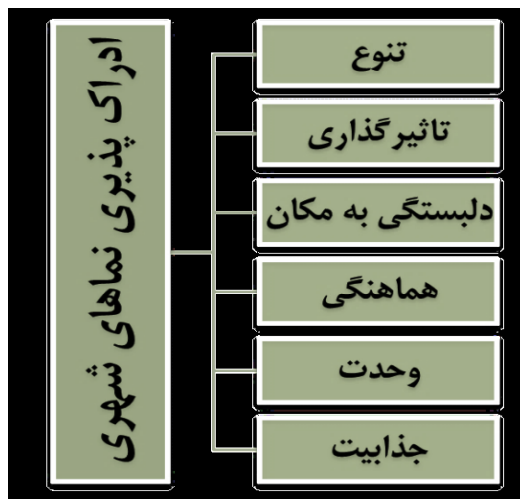 ادراک پذیری نماهای شهری
تنوع
تاثیرگذاری
دلبستگی به مکان
هماهنگی
وحدت
جذابیت